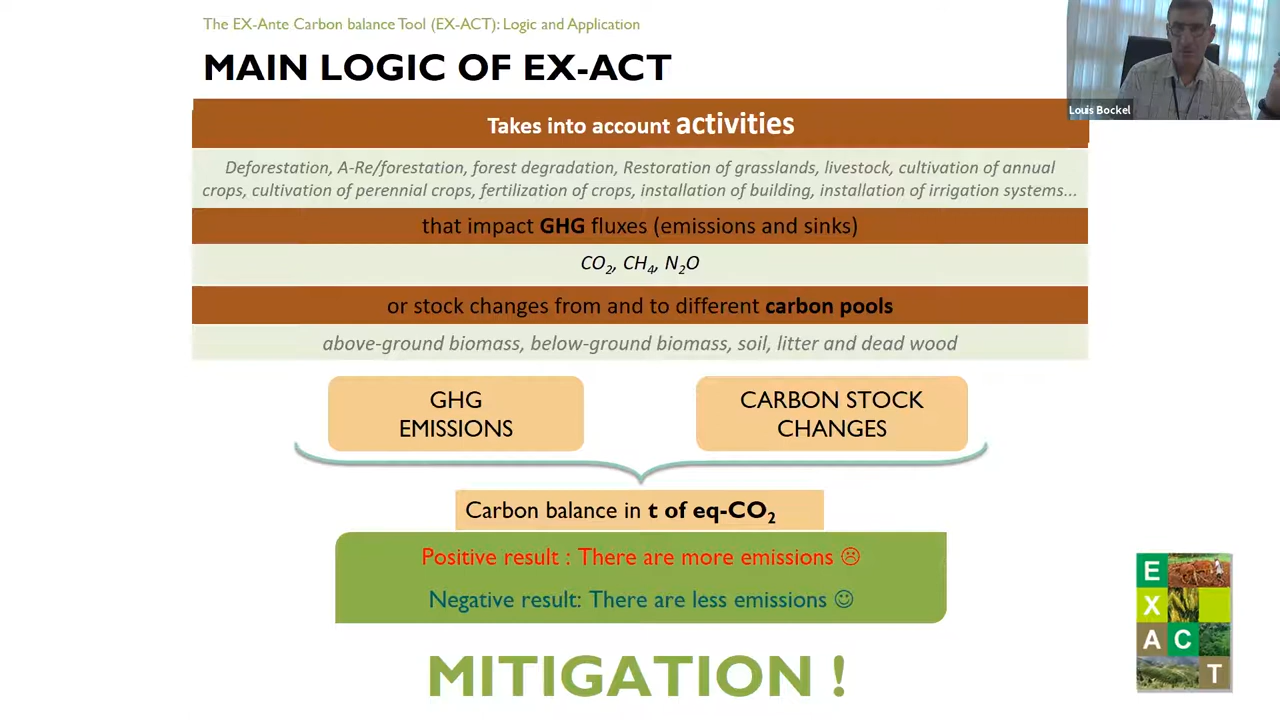 The EX-Ante Carbon balance Tool (EX-ACT): Logic and Application
MAIN LOGIC OF EX-ACT
Louis Bockel
Takes into account activities
Deforestation, A-Re/forestation, forest degradation, Restoration of grasslands, livestock, cultivation of annual
crops, cultivation of perennial crops, fertilization of crops, installation of building, installation of irrigation systems...
that impact GHG fluxes (emissions and sinks)
CO₂, CH₄, N₂O
or stock changes from and to different carbon pools
above-ground biomass, below-ground biomass, soil, litter and dead wood
GHG
EMISSIONS
CARBON STOCK
CHANGES
Carbon balance in t of eq-CO₂
Positive result : There are more emissions ☹
Negative result: There are less emissions ☺
MITIGATION !
E
X
A C
T